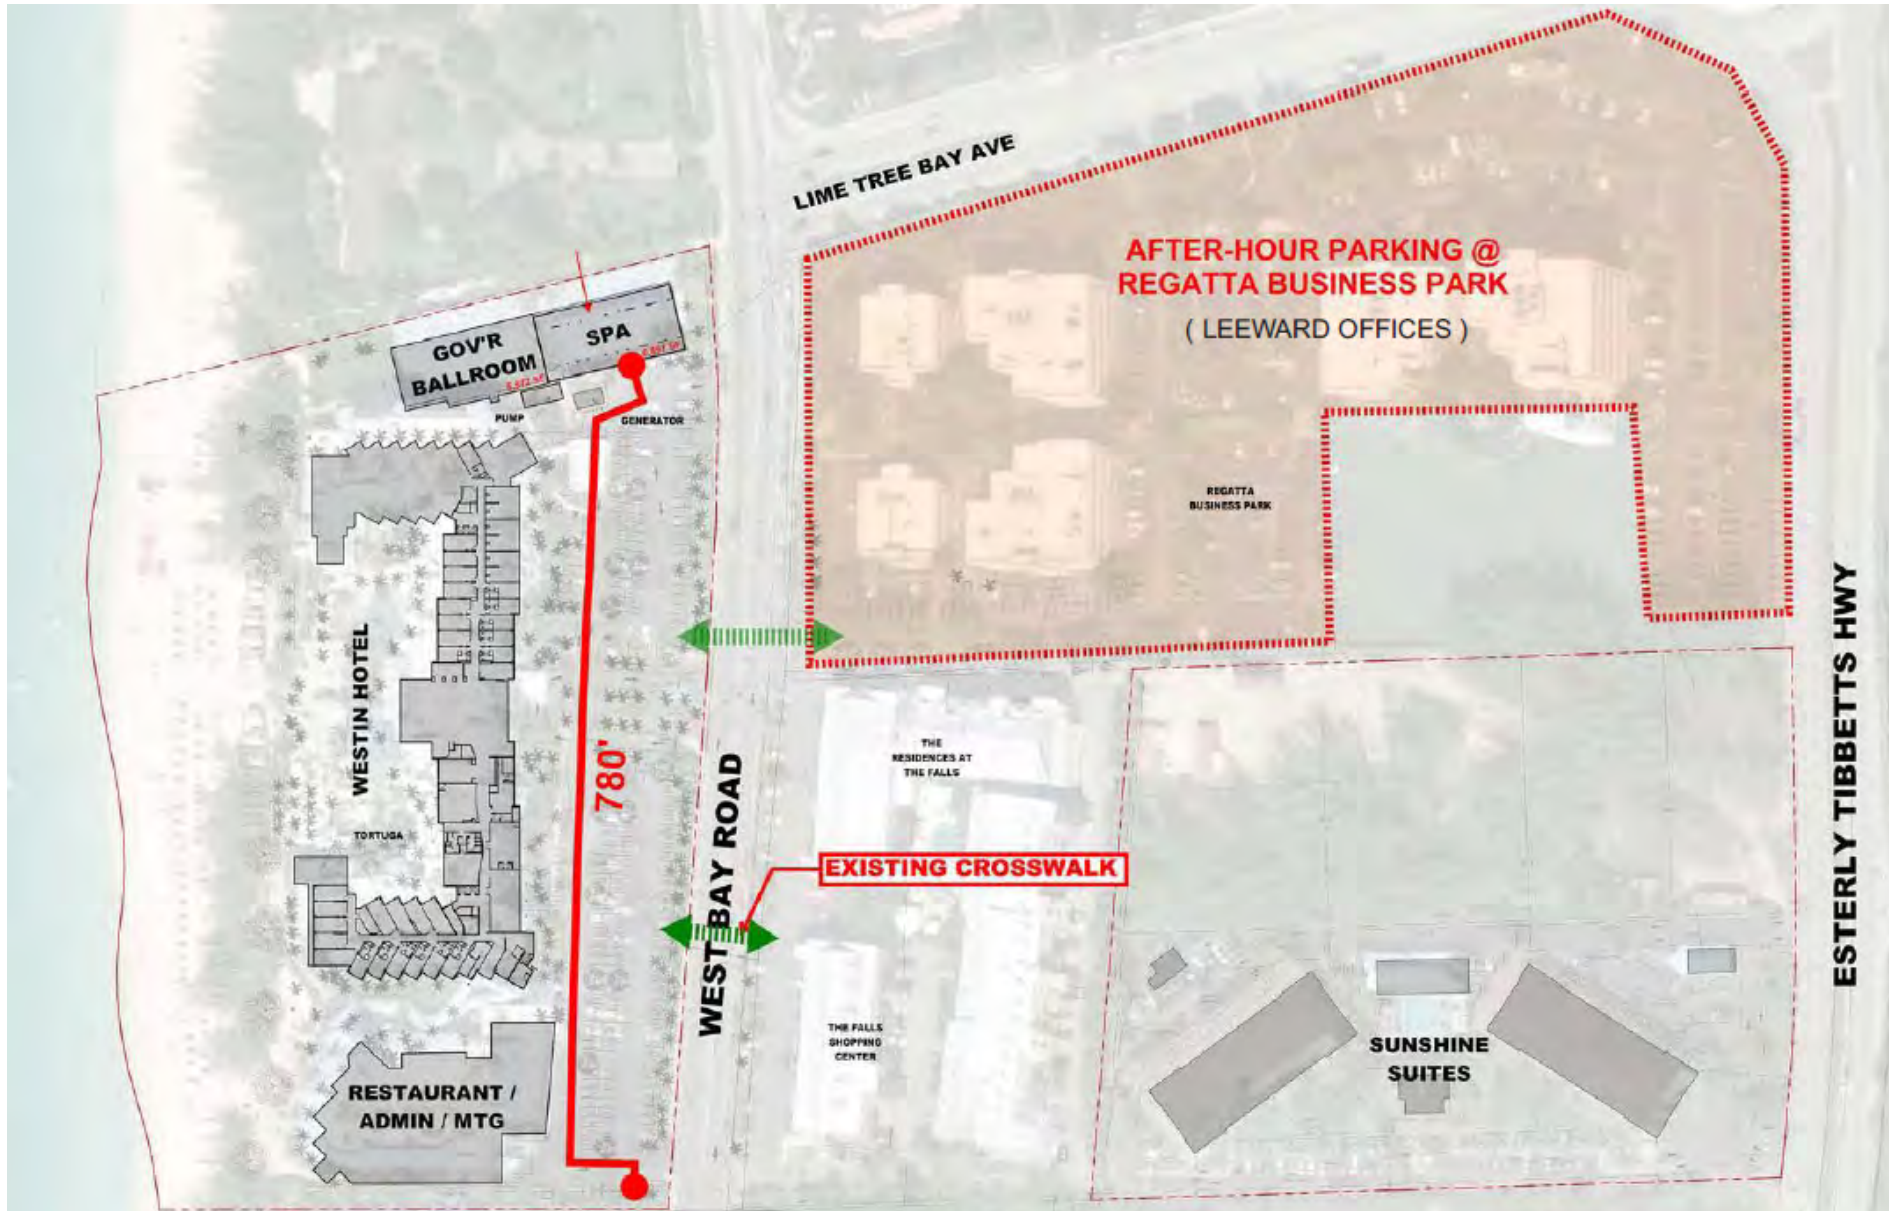 LIME TREE BAY AVE
AFTER-HOUR PARKING @
REGATTA BUSINESS PARK
( LEEWARD OFFICES )
GOV'R
BALLROOM
SPA
PUMP
GENERATOR
REGATTA
BUSINESS PARK
WESTIN HOTEL
TORTUGA
780'
WEST BAY ROAD
THE
RESIDENCES AT
THE FALLS
EXISTING CROSSWALK
ESTERLY TIBBETTS HWY
THE FALLS
SHOPPING
CENTER
SUNSHINE
SUITES
RESTAURANT /
ADMIN / MTG